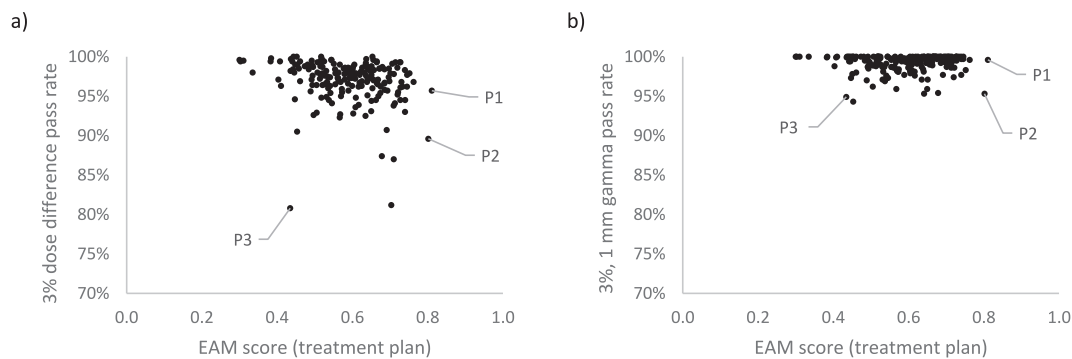 a)
3% dose difference pass rate
100%
95%
90%
85%
80%
75%
70%
0.0 0.2 0.4 0.6 0.8 1.0
EAM score (treatment plan)
P1
P2
P3
b)
3%, 1 mm gamma pass rate
100%
95%
90%
85%
80%
75%
70%
0.0 0.2 0.4 0.6 0.8 1.0
EAM score (treatment plan)
P1
P2
P3